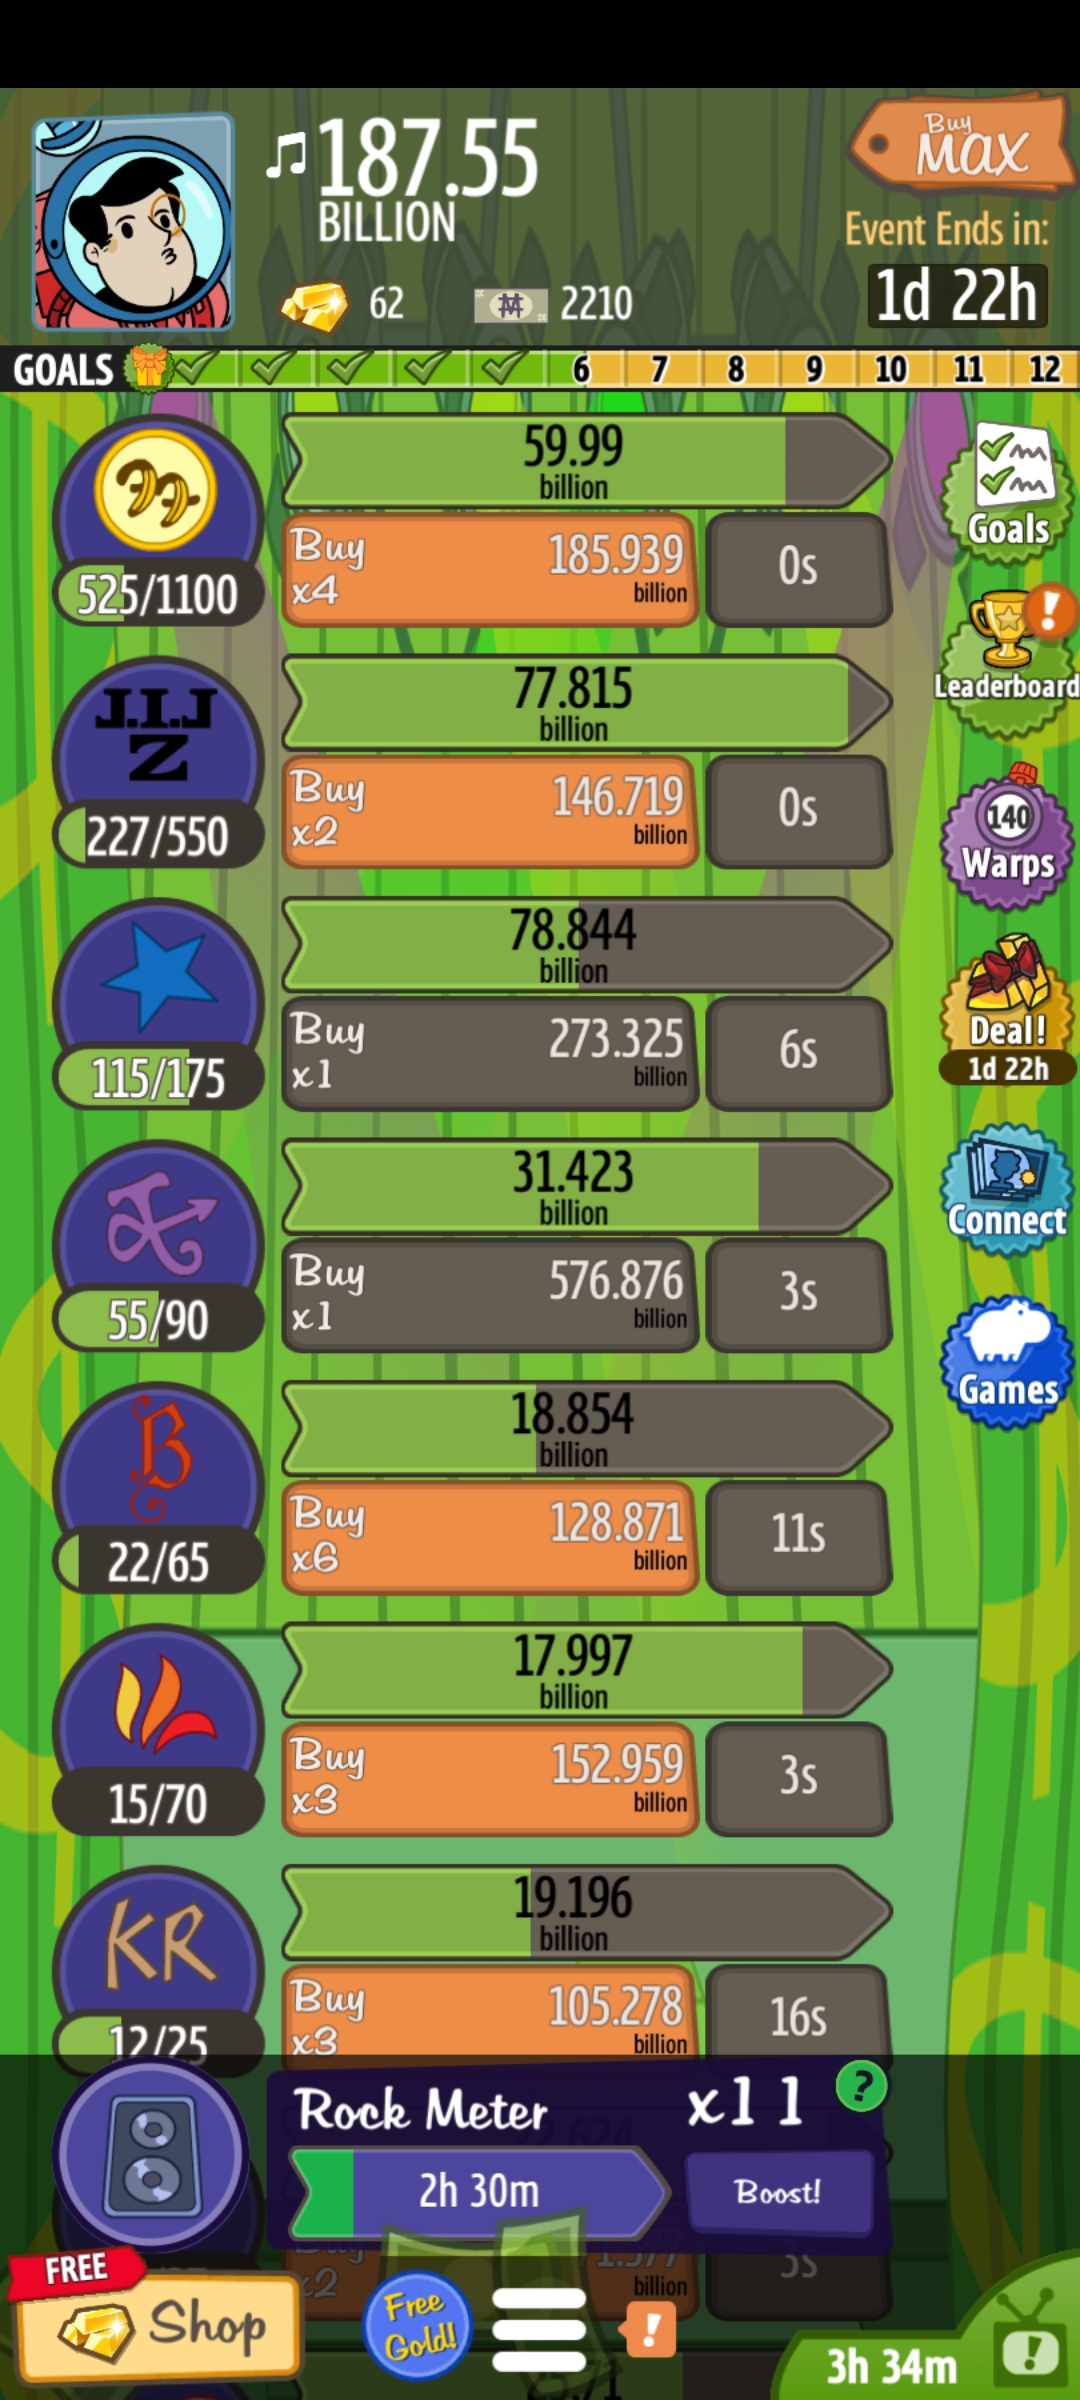 187.55
BILLION
62
2210
Buy
MAX
Event Ends in:
1d 22h
GOALS
6 7 8 9 10 11 12
59.99
billion
Buy
x4
185.939
billion
0s
525/1100
Goals
J.I.J
Z
77.815
billion
Buy
x2
146.719
billion
0s
227/550
Leaderboard
140
Warps
78.844
billion
Buy
x1
273.325
billion
6s
115/175
Deal!
1d 22h
31.423
billion
Buy
x1
576.876
billion
3s
55/90
Connect
B
18.854
billion
Buy
x6
128.871
billion
11s
22/65
Games
17.997
billion
Buy
x3
152.959
billion
3s
15/70
KR
19.196
billion
Buy
x3
105.278
billion
16s
12/25
Rock Meter
x11
?
2h 30m
Boost!
Buy
x2
billion
3s
FREE
Shop
Free
Gold!
!
3h 34m
!